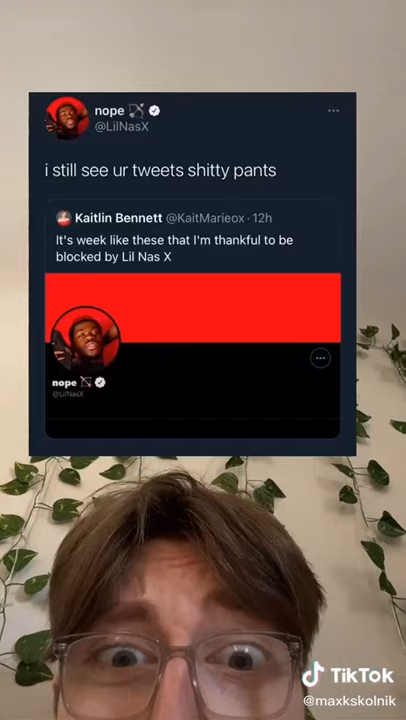 nope 🏹
@LilNasX
i still see ur tweets shitty pants
Kaitlin Bennett @KaitMarieox · 12h
It's week like these that I'm thankful to be
blocked by Lil Nas X
nope 🏹
@LilNasX
TikTok
@maxkskolnik